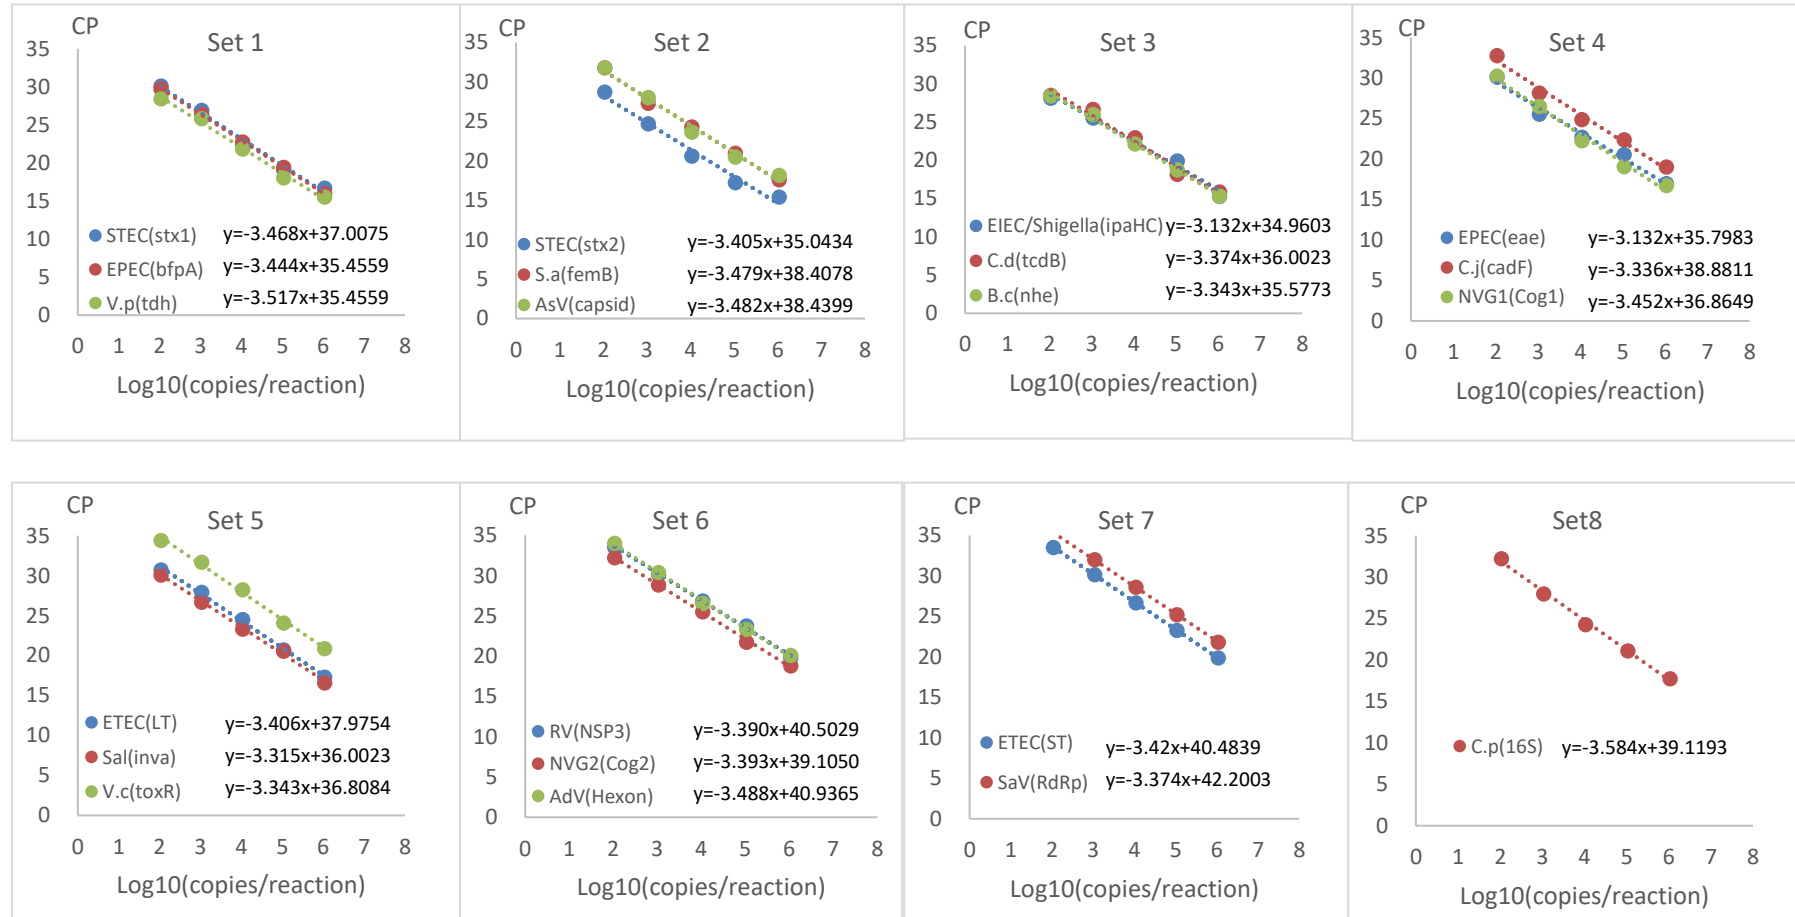 CP
Set 1
35
30
25
20
15
10
5
0
STEC(stx1) y=-3.468x+37.0075
EPEC(bfpA) y=-3.444x+35.4559
V.p(tdh) y=-3.517x+35.4559
0 1 2 3 4 5 6 7 8
Log10(copies/reaction)
CP
Set 2
35
30
25
20
15
10
5
0
STEC(stx2) y=-3.405x+35.0434
S.a(femB) y=-3.479x+38.4078
AsV(capsid) y=-3.482x+38.4399
0 1 2 3 4 5 6 7 8
Log10(copies/reaction)
CP
Set 3
35
30
25
20
15
10
5
0
EIEC/Shigella(ipaHC) y=-3.132x+34.9603
C.d(tcdB) y=-3.374x+36.0023
B.c(nhe) y=-3.343x+35.5773
0 1 2 3 4 5 6 7 8
Log10(copies/reaction)
CP
Set 4
35
30
25
20
15
10
5
0
EPEC(eae) y=-3.132x+35.7983
C.j(cadF) y=-3.336x+38.8811
NVG1(Cog1) y=-3.452x+36.8649
0 1 2 3 4 5 6 7 8
Log10(copies/reaction)
CP
Set 5
35
30
25
20
15
10
5
0
ETEC(LT) y=-3.406x+37.9754
Sal(inva) y=-3.315x+36.0023
V.c(toxR) y=-3.343x+36.8084
0 1 2 3 4 5 6 7 8
Log10(copies/reaction)
CP
Set 6
35
30
25
20
15
10
5
0
RV(NSP3) y=-3.390x+40.5029
NVG2(Cog2) y=-3.393x+39.1050
AdV(Hexon) y=-3.488x+40.9365
0 1 2 3 4 5 6 7 8
Log10(copies/reaction)
CP
Set 7
35
30
25
20
15
10
5
0
ETEC(ST) y=-3.42x+40.4839
SaV(RdRp) y=-3.374x+42.2003
0 1 2 3 4 5 6 7 8
Log10(copies/reaction)
CP
Set8
35
30
25
20
15
10
5
0
C.p(16S) y=-3.584x+39.1193
0 1 2 3 4 5 6 7 8
Log10(copies/reaction)